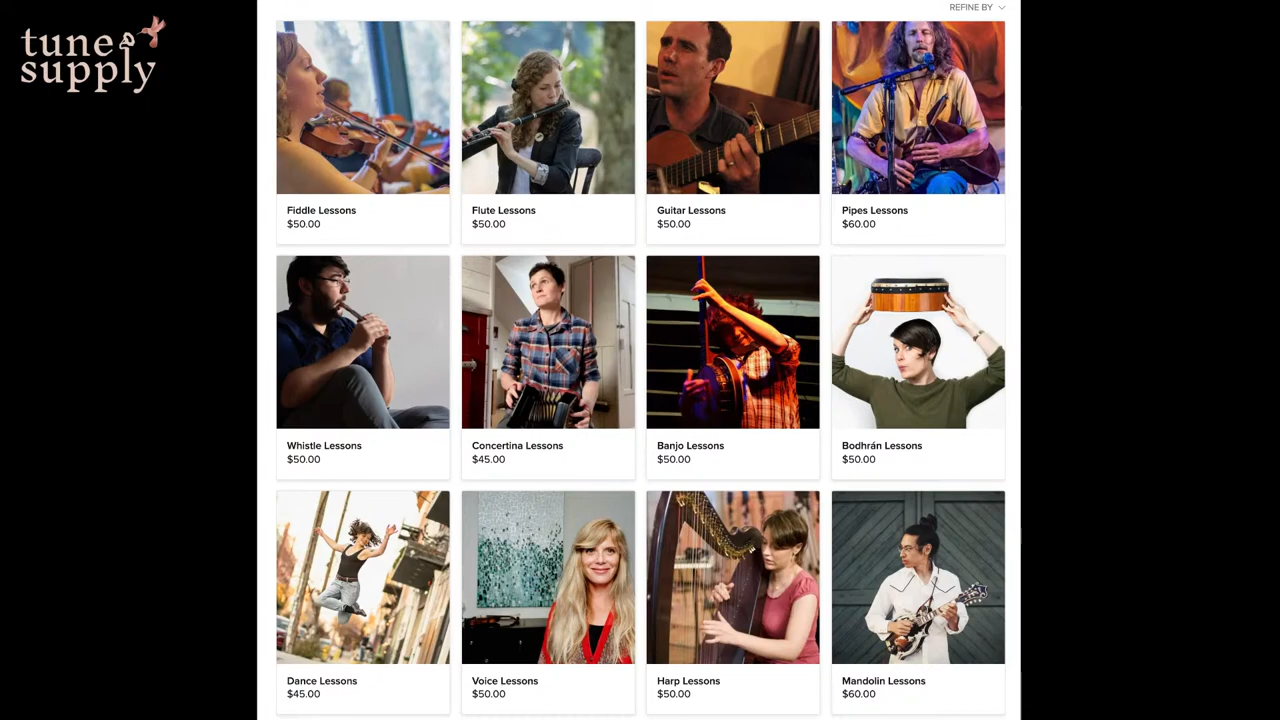 tune
supply
REFINE BY
Fiddle Lessons
$50.00
Flute Lessons
$50.00
Guitar Lessons
$50.00
Pipes Lessons
$60.00
Whistle Lessons
$50.00
Concertina Lessons
$45.00
Banjo Lessons
$50.00
Bodhrán Lessons
$50.00
Dance Lessons
$45.00
Voice Lessons
$50.00
Harp Lessons
$50.00
Mandolin Lessons
$60.00